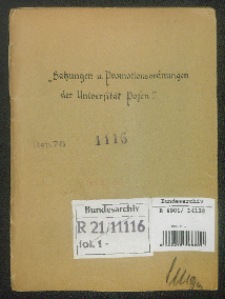 „Satzungen u. Promotionsordnungen
der Universität Posen."
1116
Bundesarchiv
R 4901/ 14138
Bundesarchiv
R 21/11116
fol. 1 -